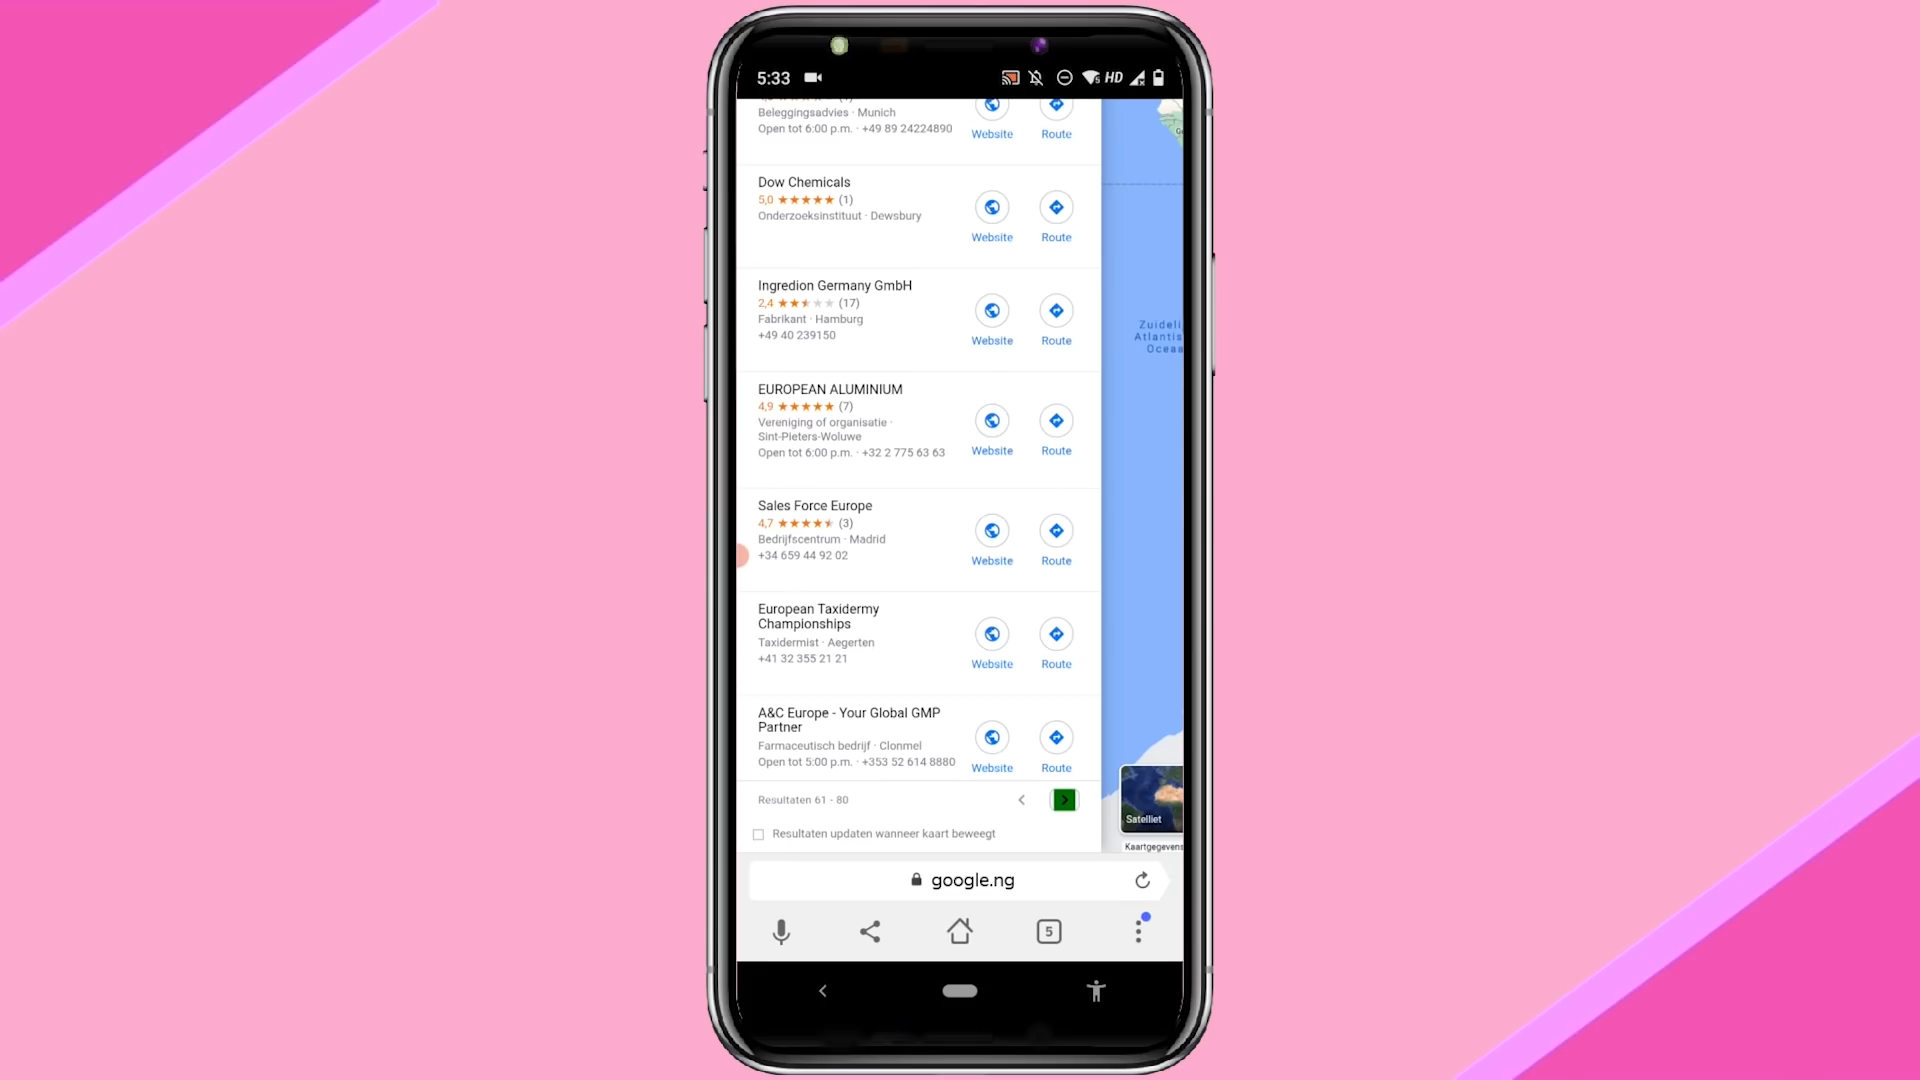 5:33
HD
Beleggingsadvies · Munich
Open tot 6:00 p.m. · +49 89 24224890
Website
Route
Dow Chemicals
5,0 ★★★★★ (1)
Onderzoeksinstituut · Dewsbury
Website
Route
Ingredion Germany GmbH
2,4 (17)
Fabrikant · Hamburg
+49 40 239150
Website
Route
EUROPEAN ALUMINIUM
4,9 ★★★★★ (7)
Vereniging of organisatie ·
Sint-Pieters-Woluwe
Open tot 6:00 p.m. · +32 2 775 63 63
Website
Route
Sales Force Europe
4,7 (3)
Bedrijfscentrum · Madrid
+34 659 44 92 02
Website
Route
European Taxidermy
Championships
Taxidermist · Aegerten
+41 32 355 21 21
Website
Route
A&C Europe - Your Global GMP
Partner
Farmaceutisch bedrijf · Clonmel
Open tot 5:00 p.m. · +353 52 614 8880
Website
Route
Resultaten 61 - 80
Resultaten updaten wanneer kaart beweegt
Zuideli
Atlantis
Ocea
Satelliet
Kaartgegevens
google.ng
5